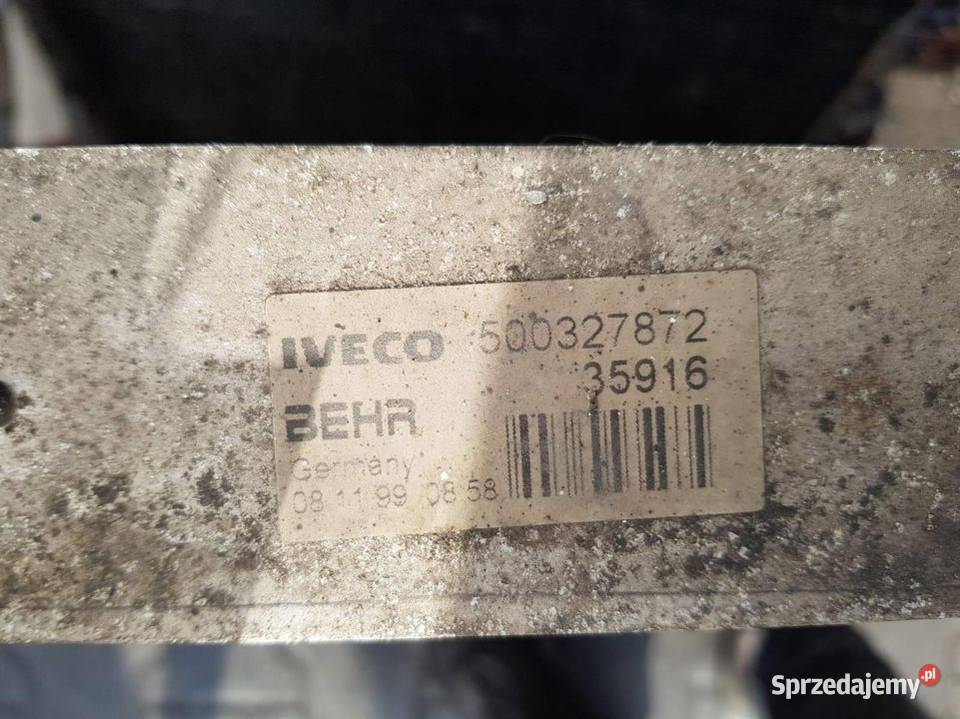 IVECO 500327872
35916
BEHR
Germany
08 11 99 08 58
Sprzedajemy.pl